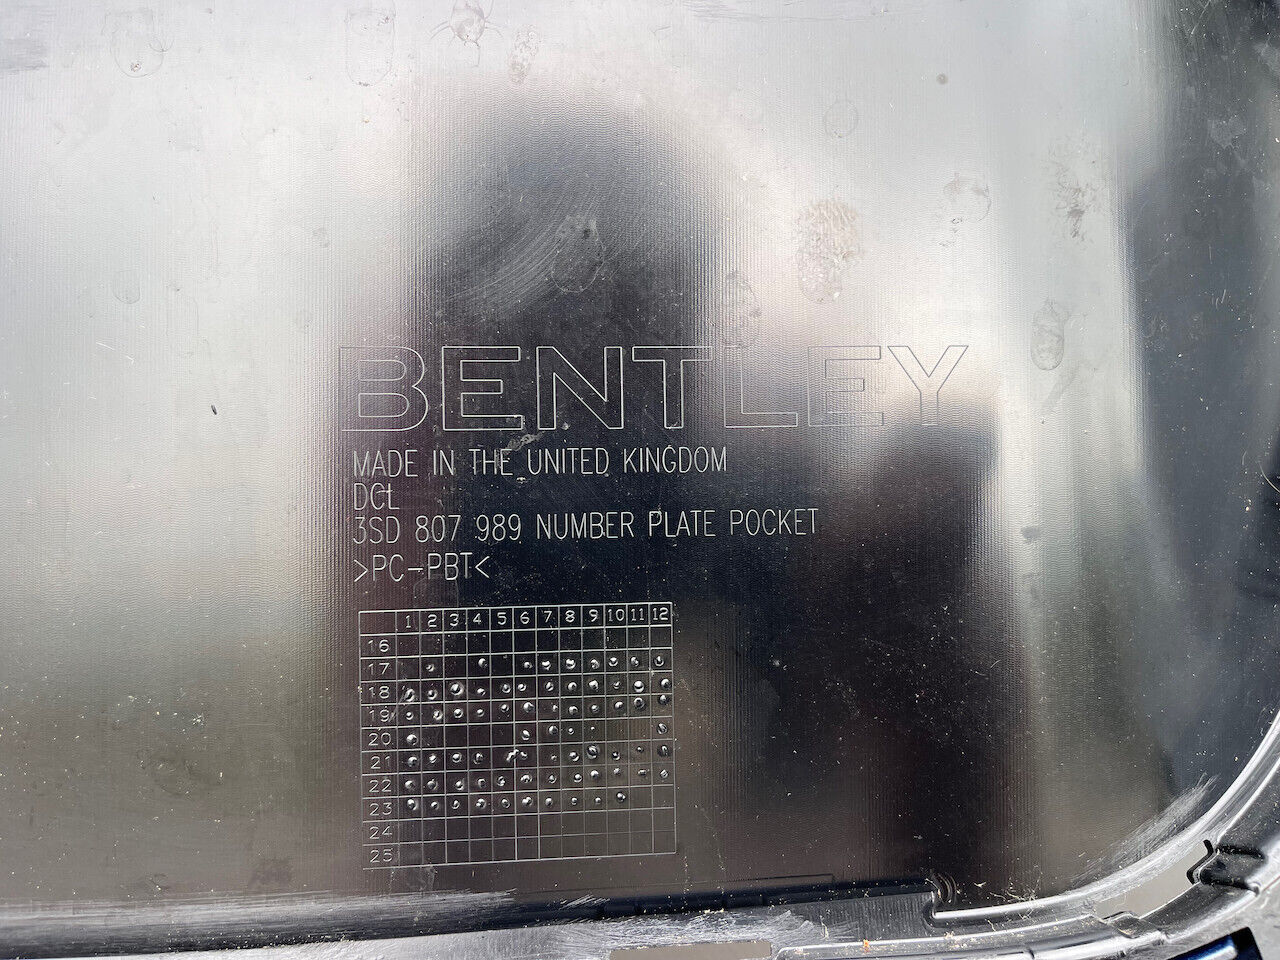 BENTLEY
MADE IN THE UNITED KINGDOM
DCL
3SD 807 989 NUMBER PLATE POCKET
>PC-PBT<
1 2 3 4 5 6 7 8 9 10 11 12
16
17
18
19
20
21
22
23
24
25